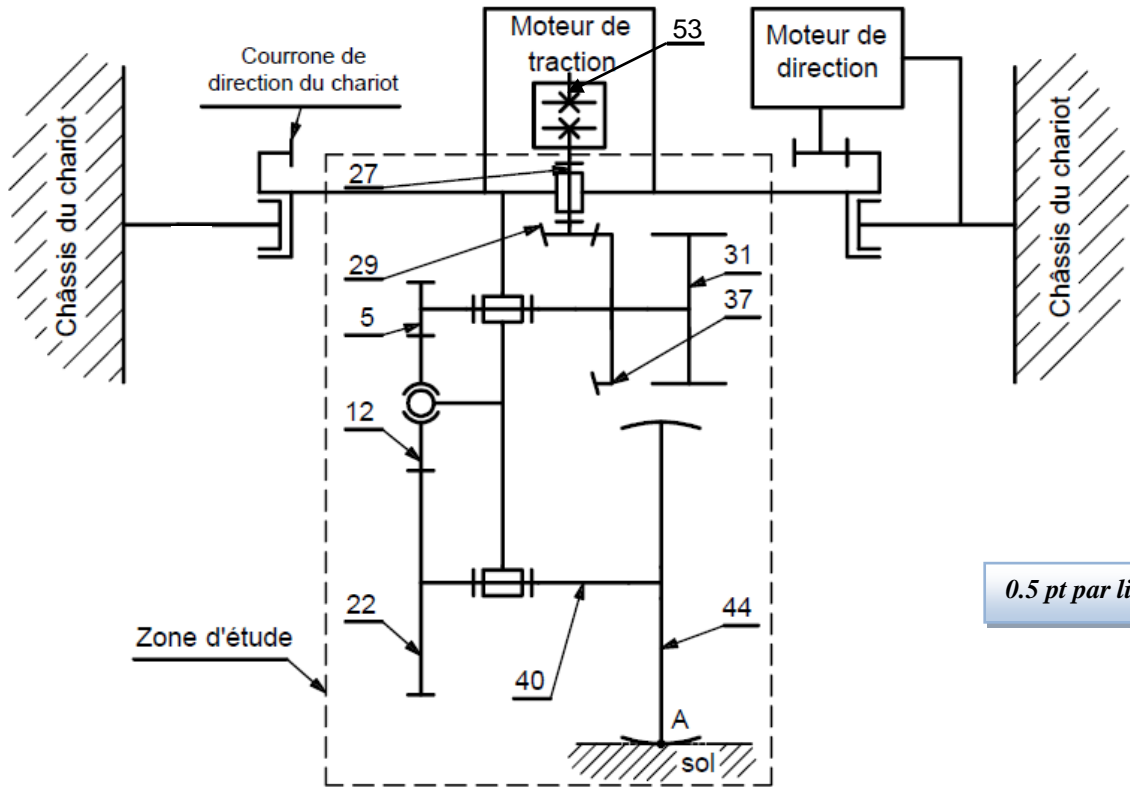 Moteur de
traction
53
Moteur de
direction
Courrone de
direction du chariot
Châssis du chariot
Châssis du chariot
27
29
31
5
37
12
22
44
40
Zone d'étude
A
sol
0.5 pt par li